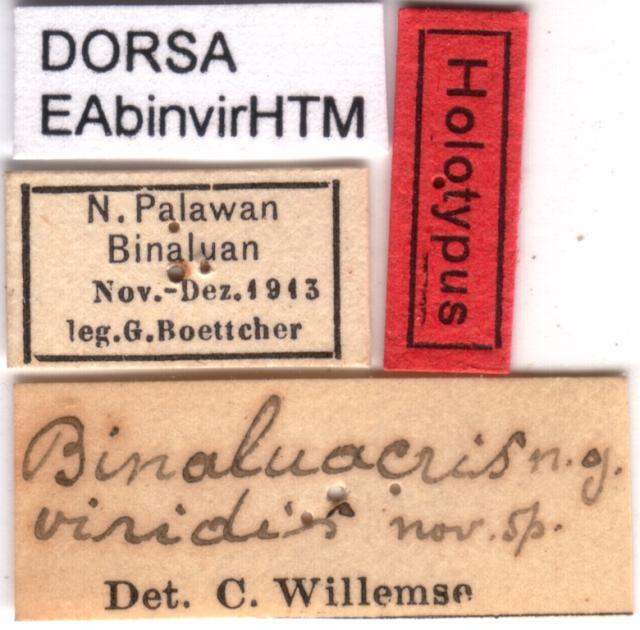 DORSA
EAbinvirHTM
Holotypus
N. Palawan
Binaluan
Nov.-Dez. 1913
leg. G. Boettcher
Binaluacris n. g.
viridis nov. sp.
Det. C. Willemse